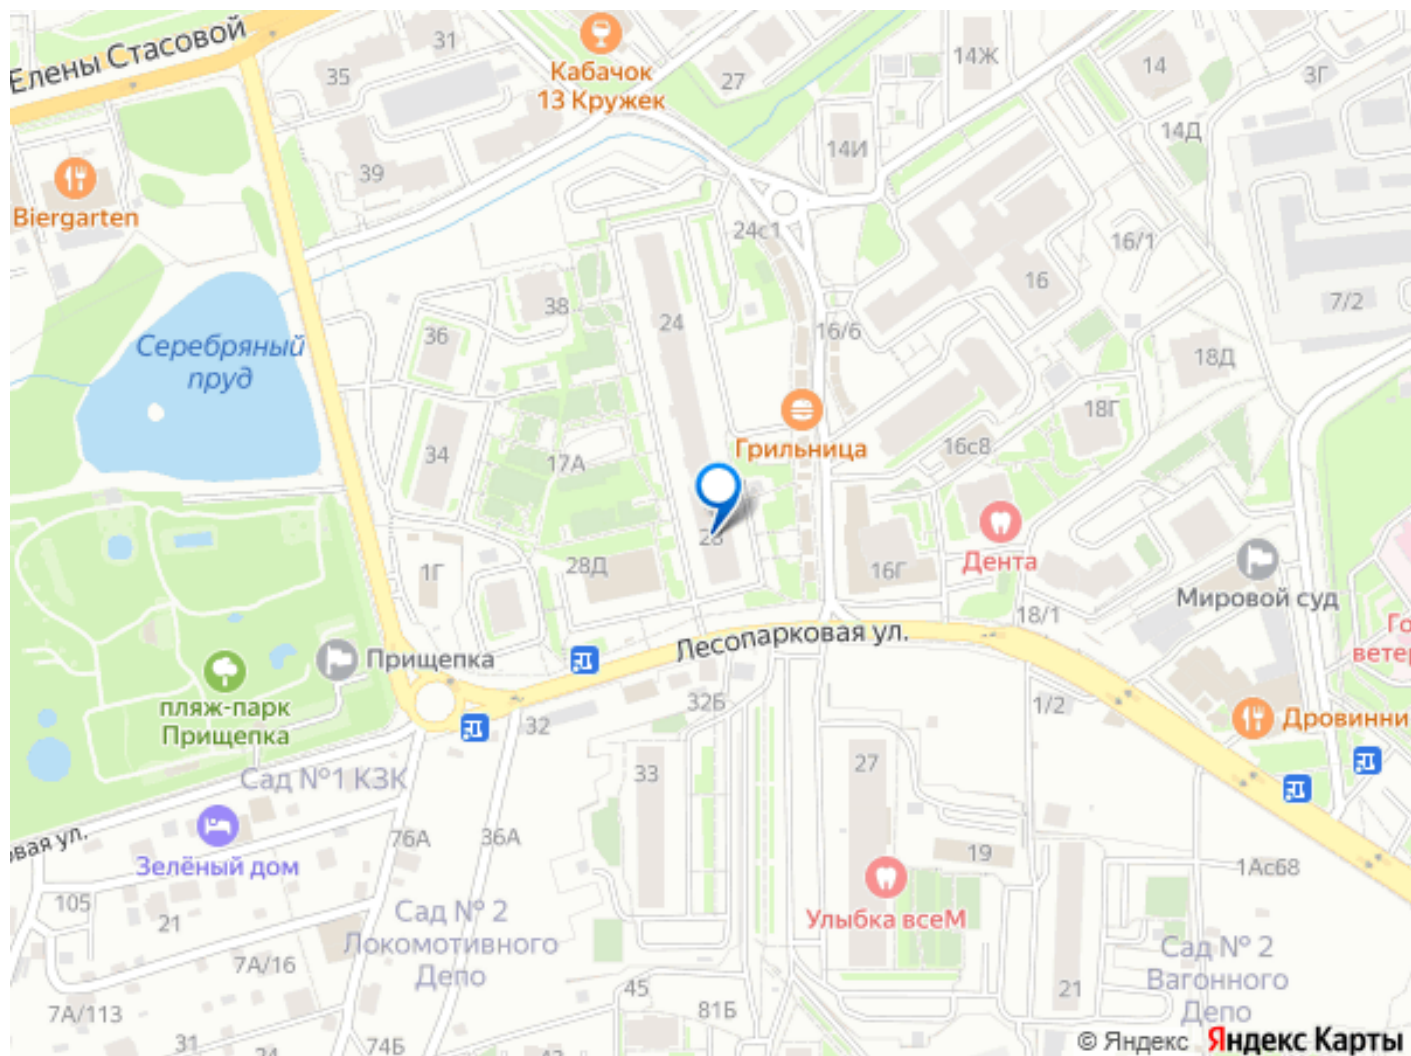 Елены Стасовой
31
35
Кабачок
13 Кружек
27
14Ж
14
3Г
14Д
14И
39
Biergarten
24с1
16/1
16
7/2
38
24
36
16/6
Серебряный
пруд
18Д
18Г
Грильница
16с8
34
17А
28Д
1Г
16Г
Дента
Мировой суд
18/1
Лесопарковая ул.
Прищепка
пляж-парк
Прищепка
32Б
32
1/2
Дровинни
33
27
Сад №1 КЗК
76А
36А
19
1Ас68
Зелёный дом
105
21
Улыбка всеМ
Сад № 2
Локомотивного
Депо
Сад № 2
Вагонного
Депо
7А/16
45
81Б
21
7А/113
31
74Б
© Яндекс Яндекс Карты